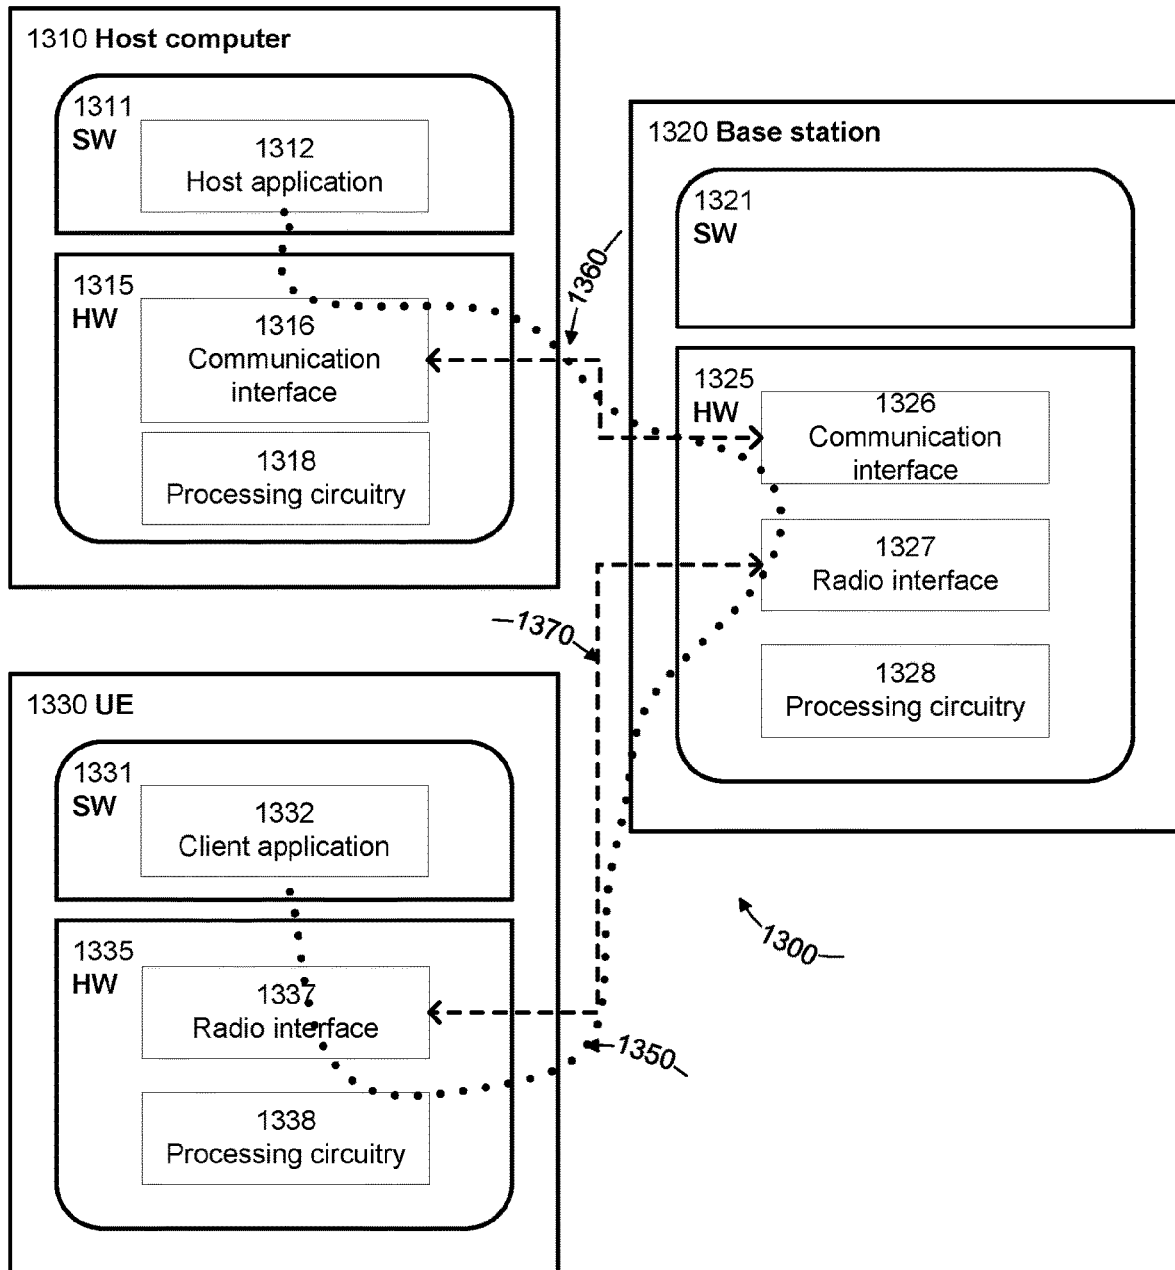 1310 Host computer
1311
SW
1312
Host application
1315
HW
1316
Communication
interface
1318
Processing circuitry
1360
1320 Base station
1321
SW
1325
HW
1326
Communication
interface
1327
Radio interface
1328
Processing circuitry
1370
1330 UE
1331
SW
1332
Client application
1335
HW
1337
Radio interface
1338
Processing circuitry
1300
1350